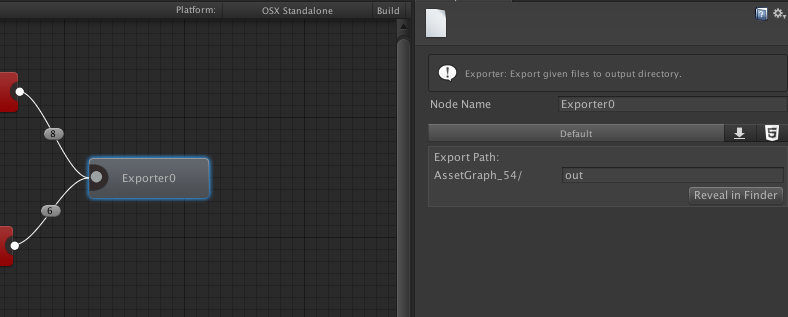 Platform: OSX Standalone Build
8
Exporter0
6
Exporter: Export given files to output directory.
Node Name Exporter0
Default
Export Path:
AssetGraph_54/ out
Reveal in Finder